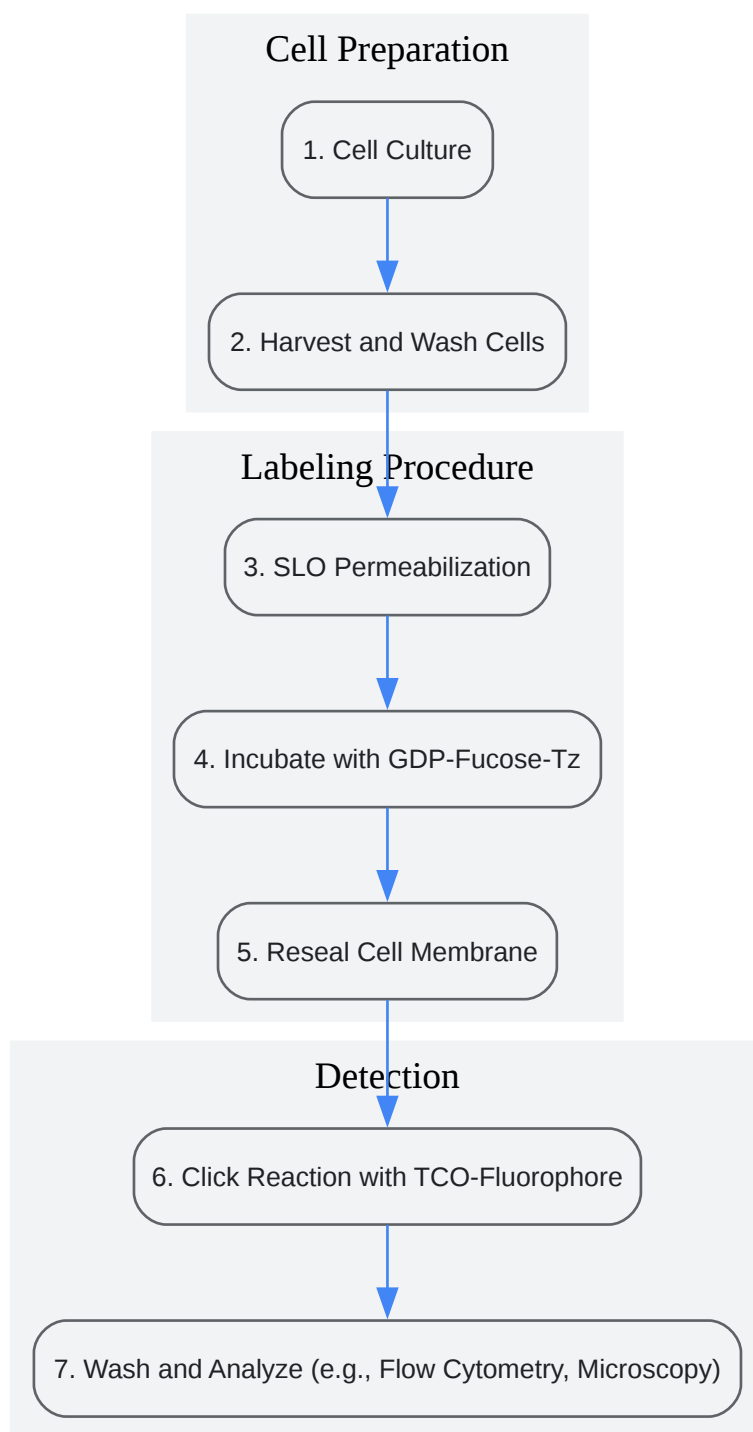 Cell Preparation
1. Cell Culture
2. Harvest and Wash Cells
Labeling Procedure
3. SLO Permeabilization
4. Incubate with GDP-Fucose-Tz
5. Reseal Cell Membrane
Detection
6. Click Reaction with TCO-Fluorophore
7. Wash and Analyze (e.g., Flow Cytometry, Microscopy)